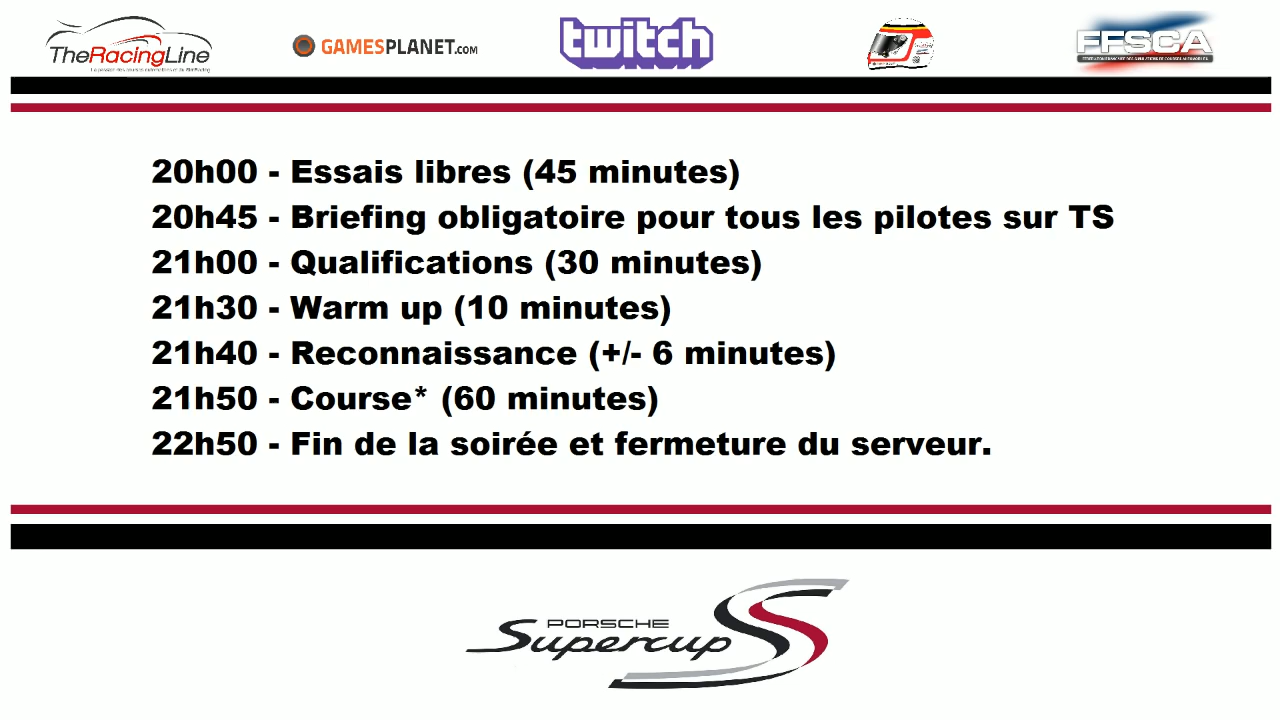 TheRacingLine
GAMESPLANET.COM
twitch
FFSCA
20h00 - Essais libres (45 minutes)
20h45 - Briefing obligatoire pour tous les pilotes sur TS
21h00 - Qualifications (30 minutes)
21h30 - Warm up (10 minutes)
21h40 - Reconnaissance (+/- 6 minutes)
21h50 - Course* (60 minutes)
22h50 - Fin de la soirée et fermeture du serveur.
PORSCHE
Supercup